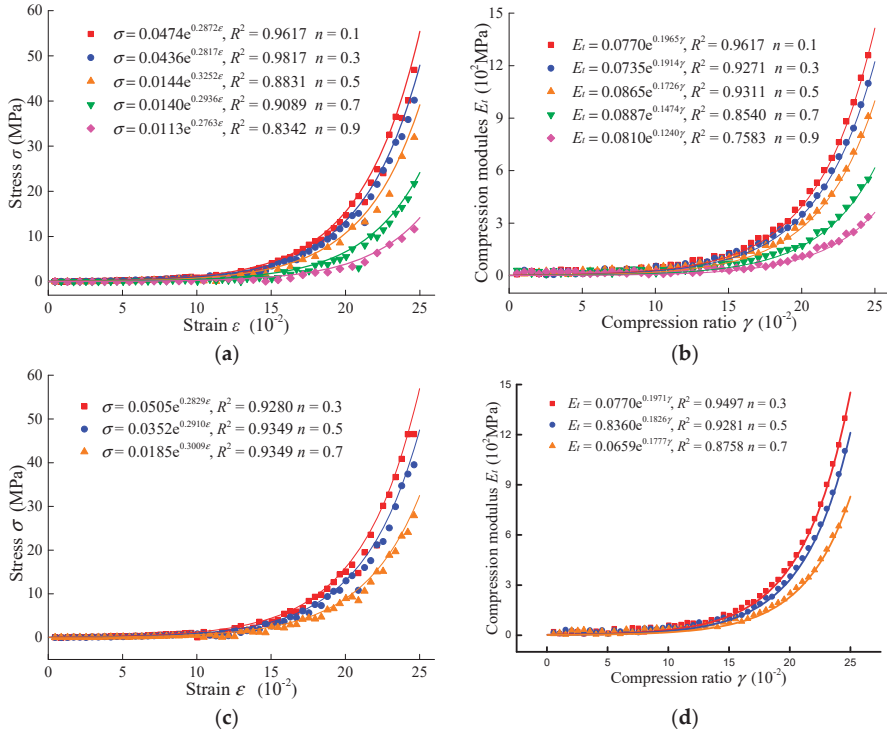 60
50
40
30
20
10
0
Stress σ (MPa)
σ = 0.0474e^0.2872ε, R² = 0.9617 n = 0.1
σ = 0.0436e^0.2817ε, R² = 0.9817 n = 0.3
σ = 0.0144e^0.3252ε, R² = 0.8831 n = 0.5
σ = 0.0140e^0.2936ε, R² = 0.9089 n = 0.7
σ = 0.0113e^0.2763ε, R² = 0.8342 n = 0.9
0 5 10 15 20 25
Strain ε (10⁻²)
(a)
15
12
9
6
3
0
Compression modules Eₜ (10²MPa)
Eₜ = 0.0770e^0.1965γ, R² = 0.9617 n = 0.1
Eₜ = 0.0735e^0.1914γ, R² = 0.9271 n = 0.3
Eₜ = 0.0865e^0.1726γ, R² = 0.9311 n = 0.5
Eₜ = 0.0887e^0.1474γ, R² = 0.8540 n = 0.7
Eₜ = 0.0810e^0.1240γ, R² = 0.7583 n = 0.9
0 5 10 15 20 25
Compression ratio γ (10⁻²)
(b)
60
50
40
30
20
10
0
Stress σ (MPa)
σ = 0.0505e^0.2829ε, R² = 0.9280 n = 0.3
σ = 0.0352e^0.2910ε, R² = 0.9349 n = 0.5
σ = 0.0185e^0.3009ε, R² = 0.9349 n = 0.7
0 5 10 15 20 25
Strain ε (10⁻²)
(c)
15
12
9
6
3
0
Compression modulus Eₜ (10²MPa)
Eₜ = 0.0770e^0.1971γ, R² = 0.9497 n = 0.3
Eₜ = 0.8360e^0.1826γ, R² = 0.9281 n = 0.5
Eₜ = 0.0659e^0.1777γ, R² = 0.8758 n = 0.7
0 5 10 15 20 25
Compression ratio γ (10⁻²)
(d)